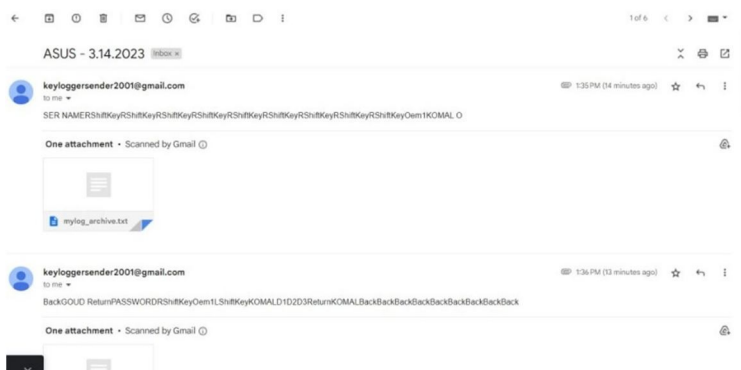 1 of 6
ASUS - 3.14.2023 Inbox ×
keyloggersender2001@gmail.com 1:35 PM (14 minutes ago)
to me
SER NAMERShiftKeyRShiftKeyRShiftKeyRShiftKeyRShiftKeyRShiftKeyRShiftKeyRShiftKeyRShiftKeyRShiftKeyOem1KOMAL O
One attachment • Scanned by Gmail
mylog_archive.txt
keyloggersender2001@gmail.com 1:36 PM (13 minutes ago)
to me
BackGOUD ReturnPASSWORDRShiftKeyOem1LShiftKeyKOMALD1D2D3ReturnKOMALBackBackBackBackBackBackBackBackBackBack
One attachment • Scanned by Gmail